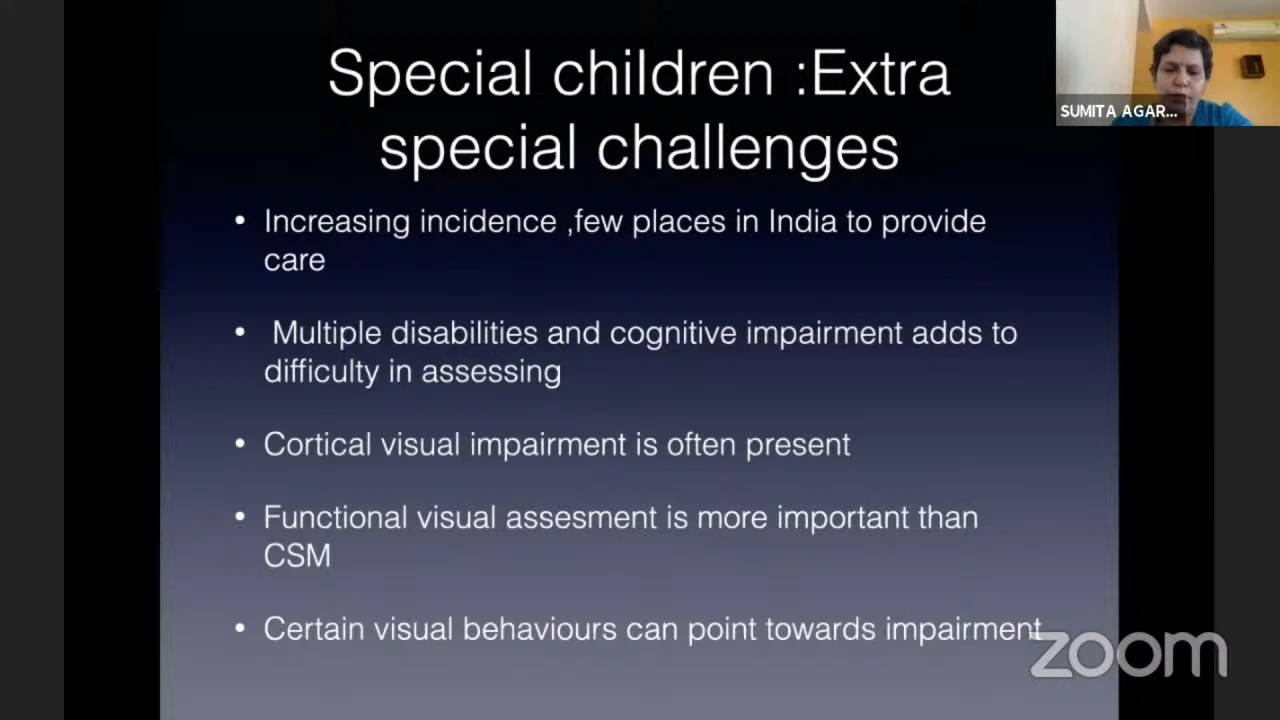 Special children :Extra
special challenges
SUMITA AGAR...
• Increasing incidence ,few places in India to provide
care
• Multiple disabilities and cognitive impairment adds to
difficulty in assessing
• Cortical visual impairment is often present
• Functional visual assesment is more important than
CSM
• Certain visual behaviours can point towards impairment
zoom